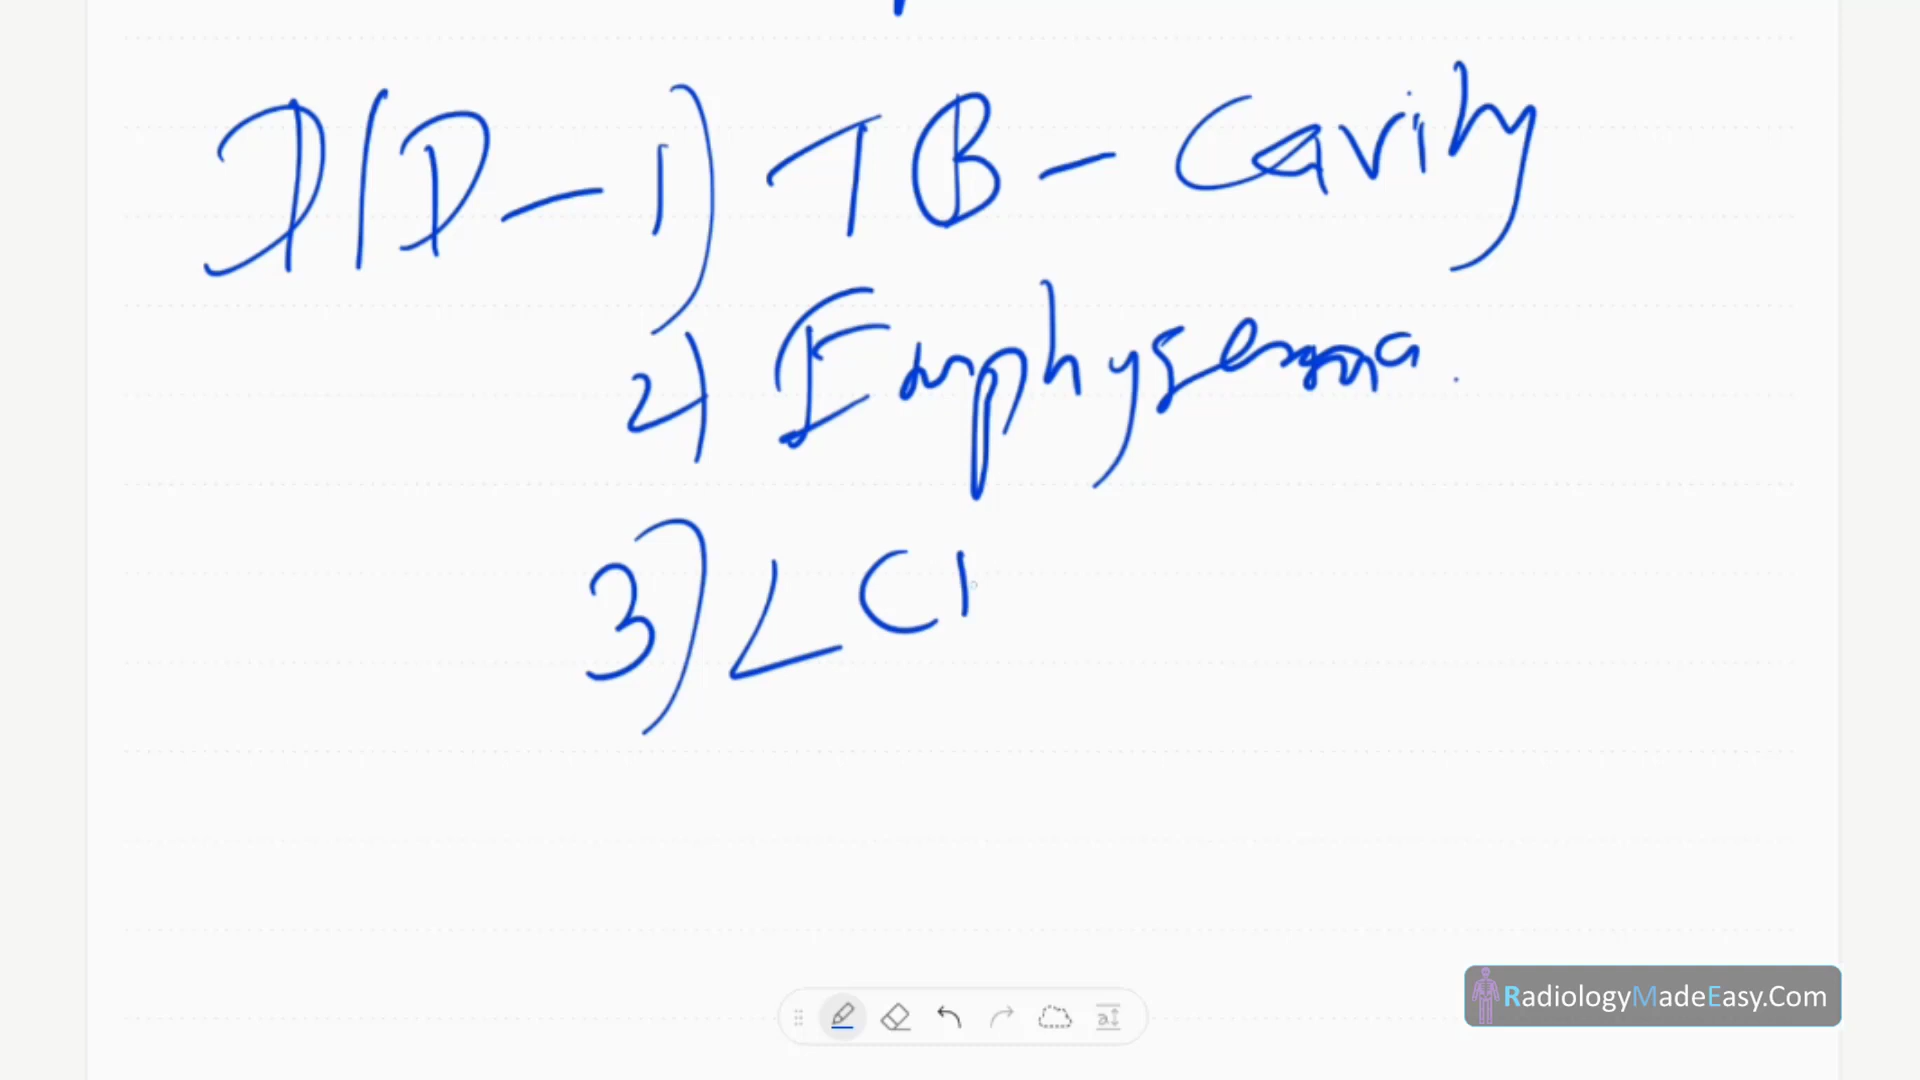 D/D - 1) TB - Cavity
2) Emphysema.
3) LCI
RadiologyMadeEasy.Com